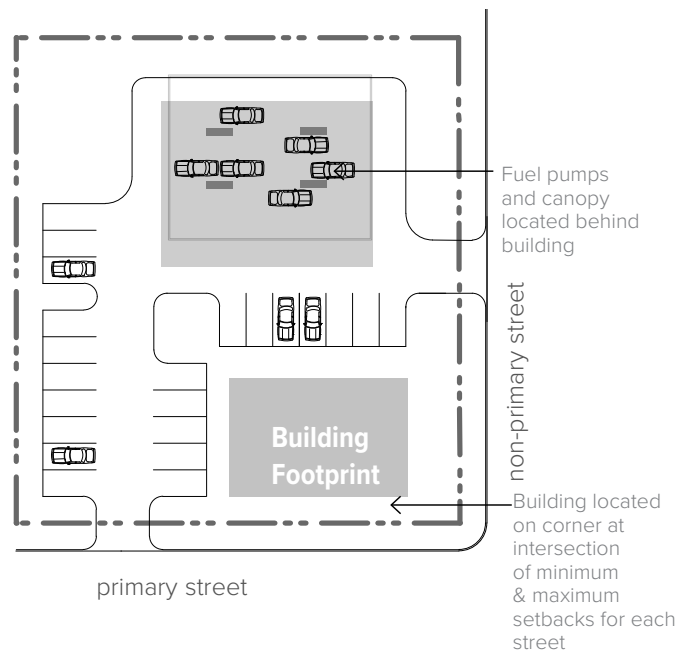 Fuel pumps
and canopy
located behind
building
non-primary street
Building
Footprint
Building located
on corner at
intersection
of minimum
& maximum
setbacks for each
street
primary street